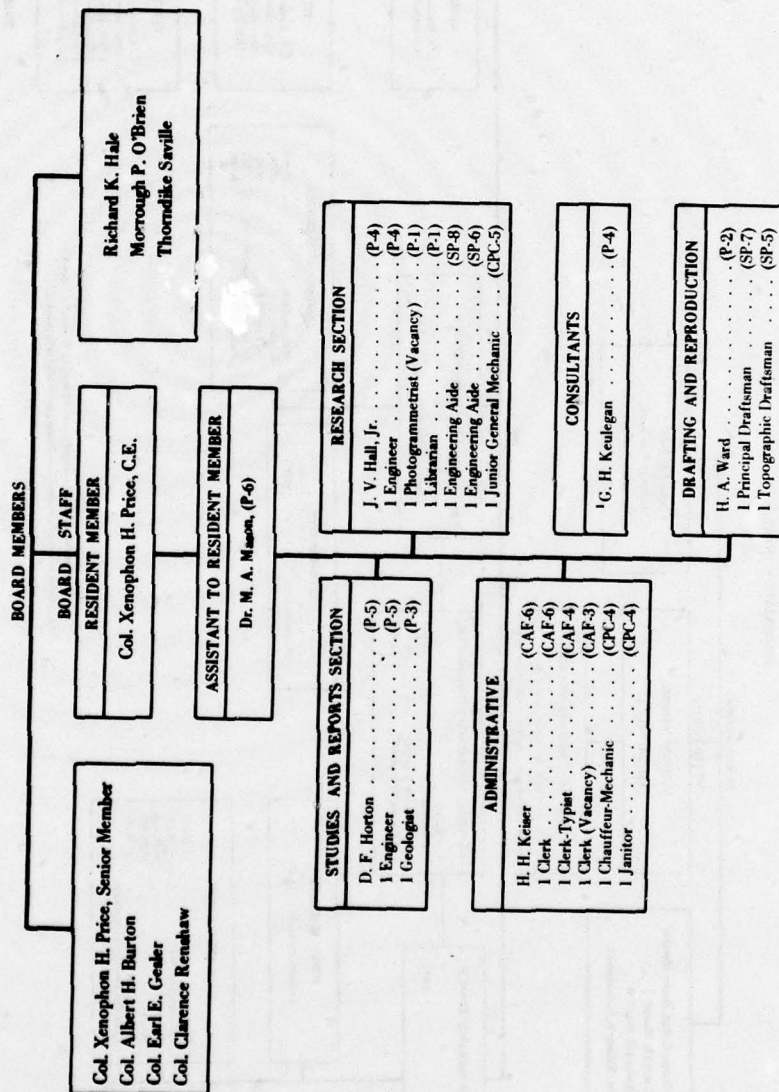 BOARD MEMBERS
Col. Xenophon H. Price, Senior Member
Col. Albert H. Burton
Col. Earl E. Gesler
Col. Clarence Renshaw
BOARD STAFF
RESIDENT MEMBER
Col. Xenophon H. Price, C.E.
Richard K. Hale
Morrough P. O'Brien
Thorndike Saville
ASSISTANT TO RESIDENT MEMBER
Dr. M. A. Mason, (P-6)
STUDIES AND REPORTS SECTION
D. F. Horton . . . . . . . . . . . (P-5)
1 Engineer . . . . . . . . . . . . (P-5)
1 Geologist . . . . . . . . . . . (P-3)
RESEARCH SECTION
J. V. Hall, Jr. . . . . . . . . . . . (P-4)
1 Engineer . . . . . . . . . . . . (P-4)
1 Photogrammetrist (Vacancy) . . . (P-1)
1 Librarian . . . . . . . . . . . . (P-1)
1 Engineering Aide . . . . . . . . (SP-8)
1 Engineering Aide . . . . . . . . (SP-6)
1 Junior General Mechanic . . . . (CPC-5)
ADMINISTRATIVE
H. H. Keiser . . . . . . . . . . (CAF-6)
1 Clerk . . . . . . . . . . . . . (CAF-6)
1 Clerk-Typist . . . . . . . . . (CAF-4)
1 Clerk (Vacancy) . . . . . . . (CAF-3)
1 Chauffeur-Mechanic . . . . . (CPC-4)
1 Janitor . . . . . . . . . . . . (CPC-4)
CONSULTANTS
¹G. H. Keulegan . . . . . . . . . (P-4)
DRAFTING AND REPRODUCTION
H. A. Ward . . . . . . . . . . . . (P-2)
1 Principal Draftsman . . . . . . (SP-7)
1 Topographic Draftsman . . . . . (SP-5)